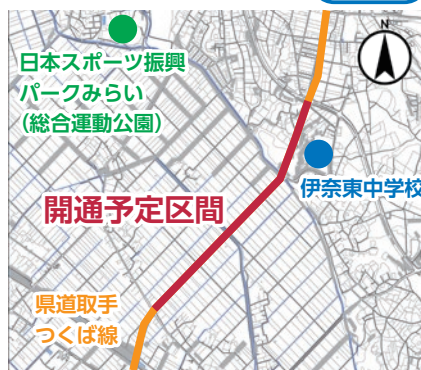 N
日本スポーツ振興
パークみらい
(総合運動公園)
伊奈東中学校
開通予定区間
県道取手
つくば線